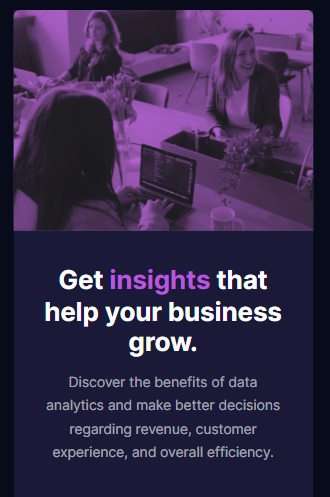 Get insights that
help your business
grow.
Discover the benefits of data
analytics and make better decisions
regarding revenue, customer
experience, and overall efficiency.